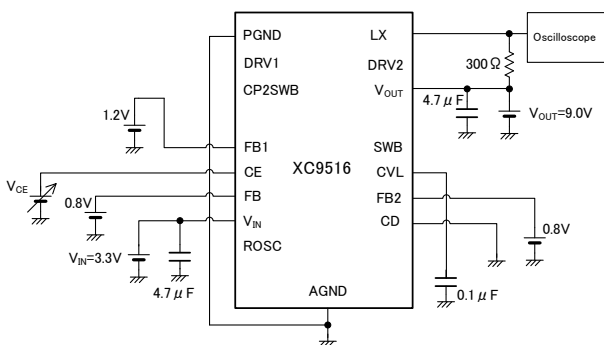 PGND
LX
Oscilloscope
DRV1
DRV2
300Ω
CP2SWB
VOUT
4.7μF
VOUT=9.0V
1.2V
FB1
SWB
CE
XC9516
CVL
VCE
FB
FB2
0.8V
VIN
CD
0.8V
ROSC
VIN=3.3V
4.7μF
AGND
0.1μF